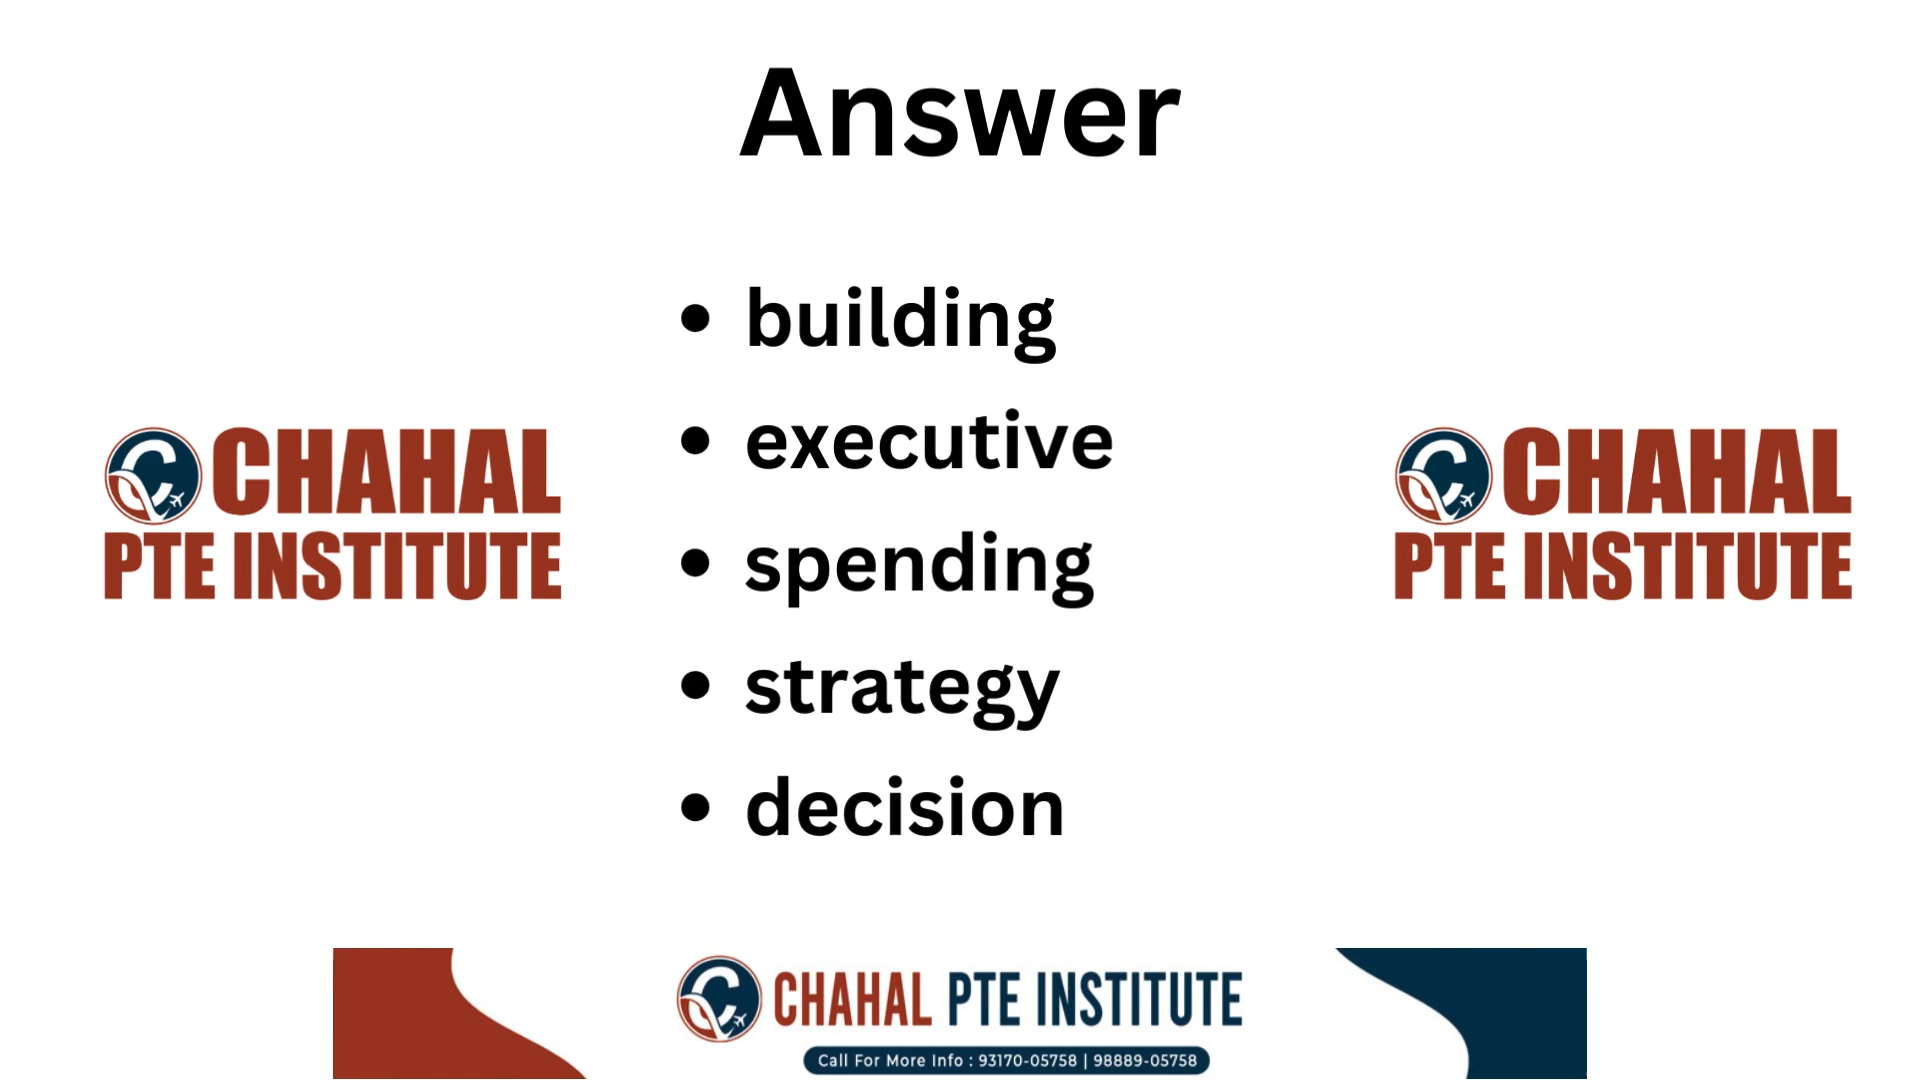 Answer
• building
• executive
• spending
• strategy
• decision
CHAHAL
PTE INSTITUTE
CHAHAL
PTE INSTITUTE
CHAHAL PTE INSTITUTE
Call For More Info : 93170-05758 | 98889-05758